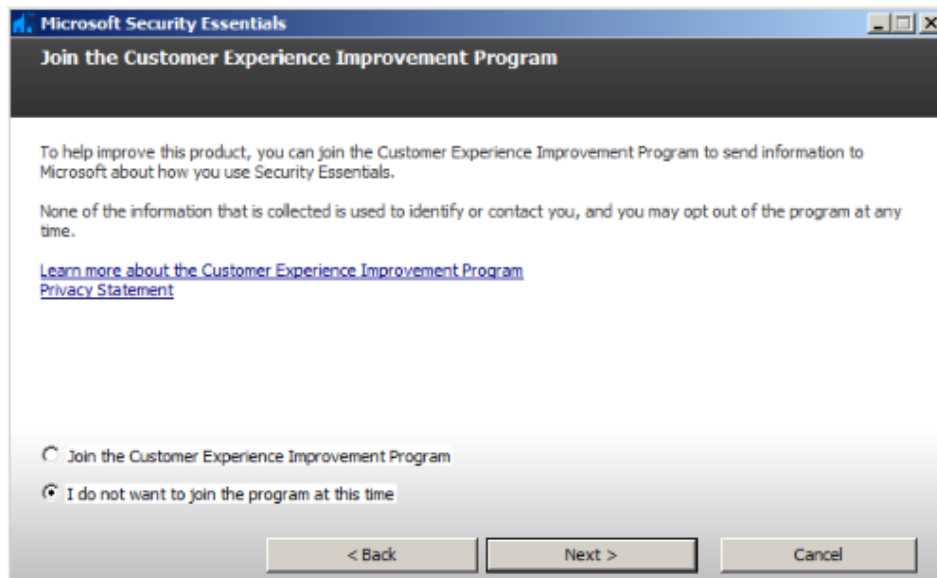 Microsoft Security Essentials
Join the Customer Experience Improvement Program
To help improve this product, you can join the Customer Experience Improvement Program to send information to
Microsoft about how you use Security Essentials.
None of the information that is collected is used to identify or contact you, and you may opt out of the program at any
time.
Learn more about the Customer Experience Improvement Program
Privacy Statement
Join the Customer Experience Improvement Program
I do not want to join the program at this time
< Back
Next >
Cancel